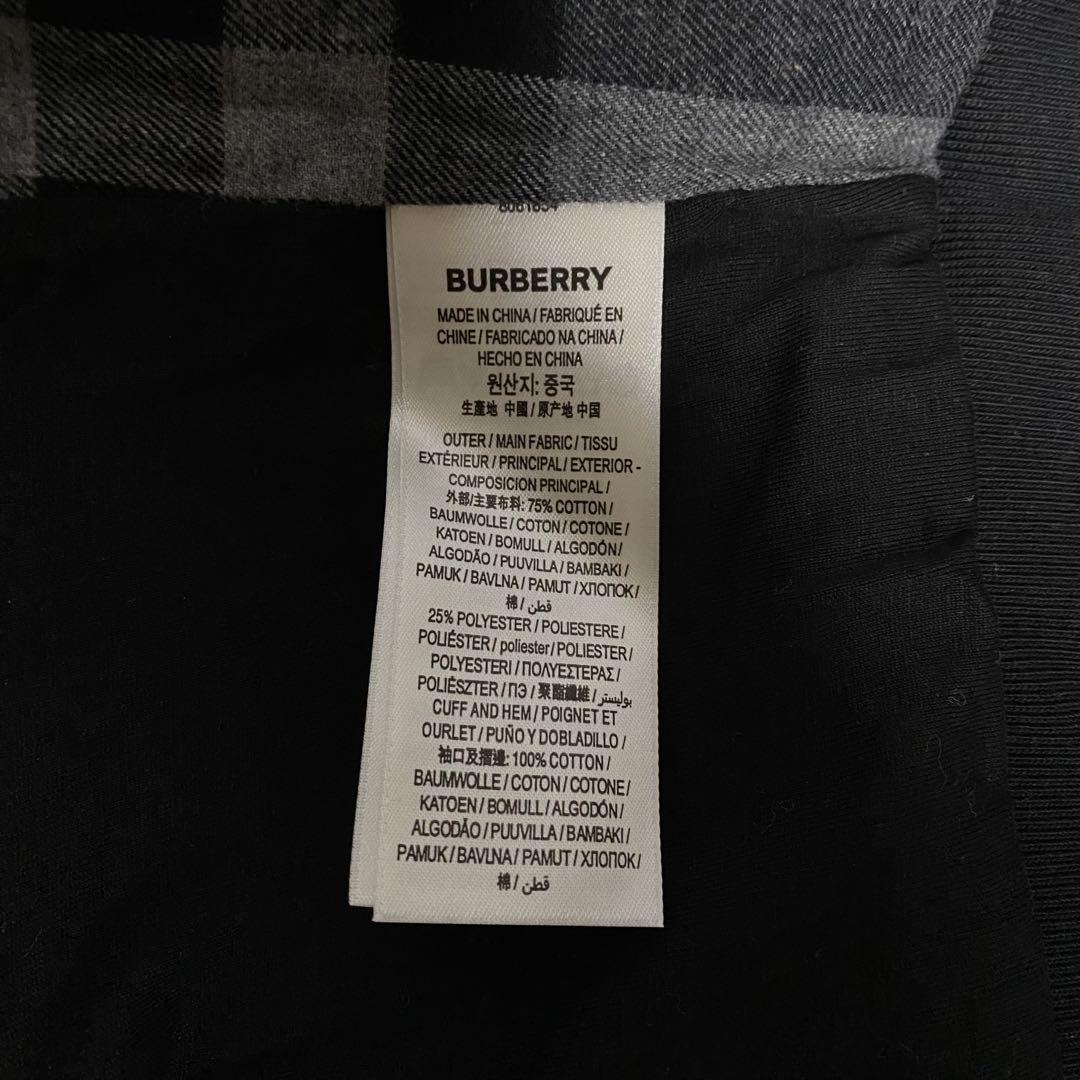 8081854
BURBERRY
MADE IN CHINA / FABRIQUÉ EN
CHINE / FABRICADO NA CHINA /
HECHO EN CHINA
원산지: 중국
生產地 中國 / 原产地 中国
OUTER / MAIN FABRIC / TISSU
EXTÉRIEUR / PRINCIPAL / EXTERIOR -
COMPOSICION PRINCIPAL /
外部/主要布料: 75% COTTON /
BAUMWOLLE / COTON / COTONE /
KATOEN / BOMULL / ALGODÓN /
ALGODÃO / PUUVILLA / BAMBAKI /
PAMUK / BAVLNA / PAMUT / ХЛОПОК /
棉 / قطن
25% POLYESTER / POLIESTERE /
POLIÉSTER / poliester / POLIESTER /
POLYESTERI / ΠΟΛΥΕΣΤΕΡΑΣ /
POLIÉSZTER / ПЭ / 聚酯纖維 / بوليستر
CUFF AND HEM / POIGNET ET
OURLET / PUÑO Y DOBLADILLO /
袖口及摺邊: 100% COTTON /
BAUMWOLLE / COTON / COTONE /
KATOEN / BOMULL / ALGODÓN /
ALGODÃO / PUUVILLA / BAMBAKI /
PAMUK / BAVLNA / PAMUT / ХЛОПОК /
棉 / قطن